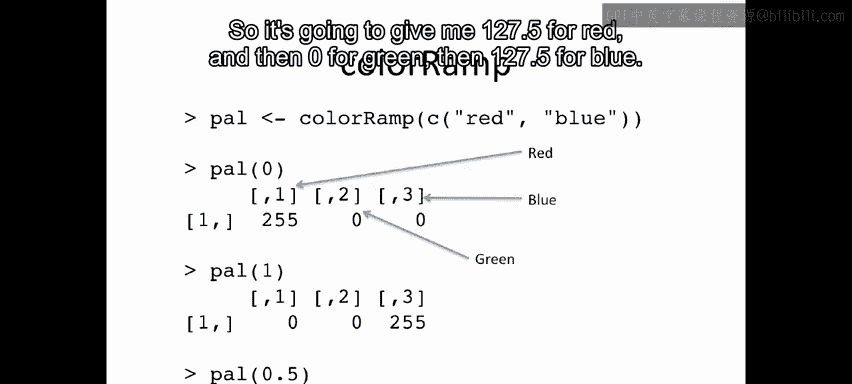 So it's going to give me 127.5 for red,
and then 0 for green, then 127.5 for blue.
colorRamp
> pal <- colorRamp(c("red", "blue"))
> pal(0)
Red
[,1] [,2] [,3]
Blue
[1,] 255 0 0
Green
> pal(1)
[,1] [,2] [,3]
[1,] 0 0 255
> pal(0.5)